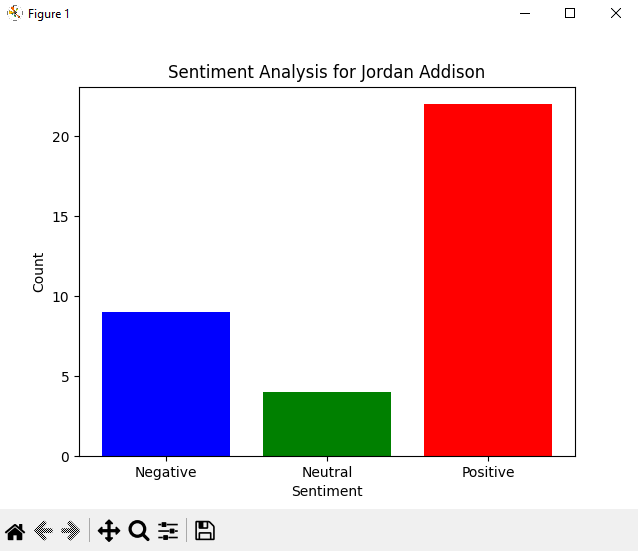 Figure 1
Sentiment Analysis for Jordan Addison
20
15
10
5
0
Count
Negative Neutral Positive
Sentiment